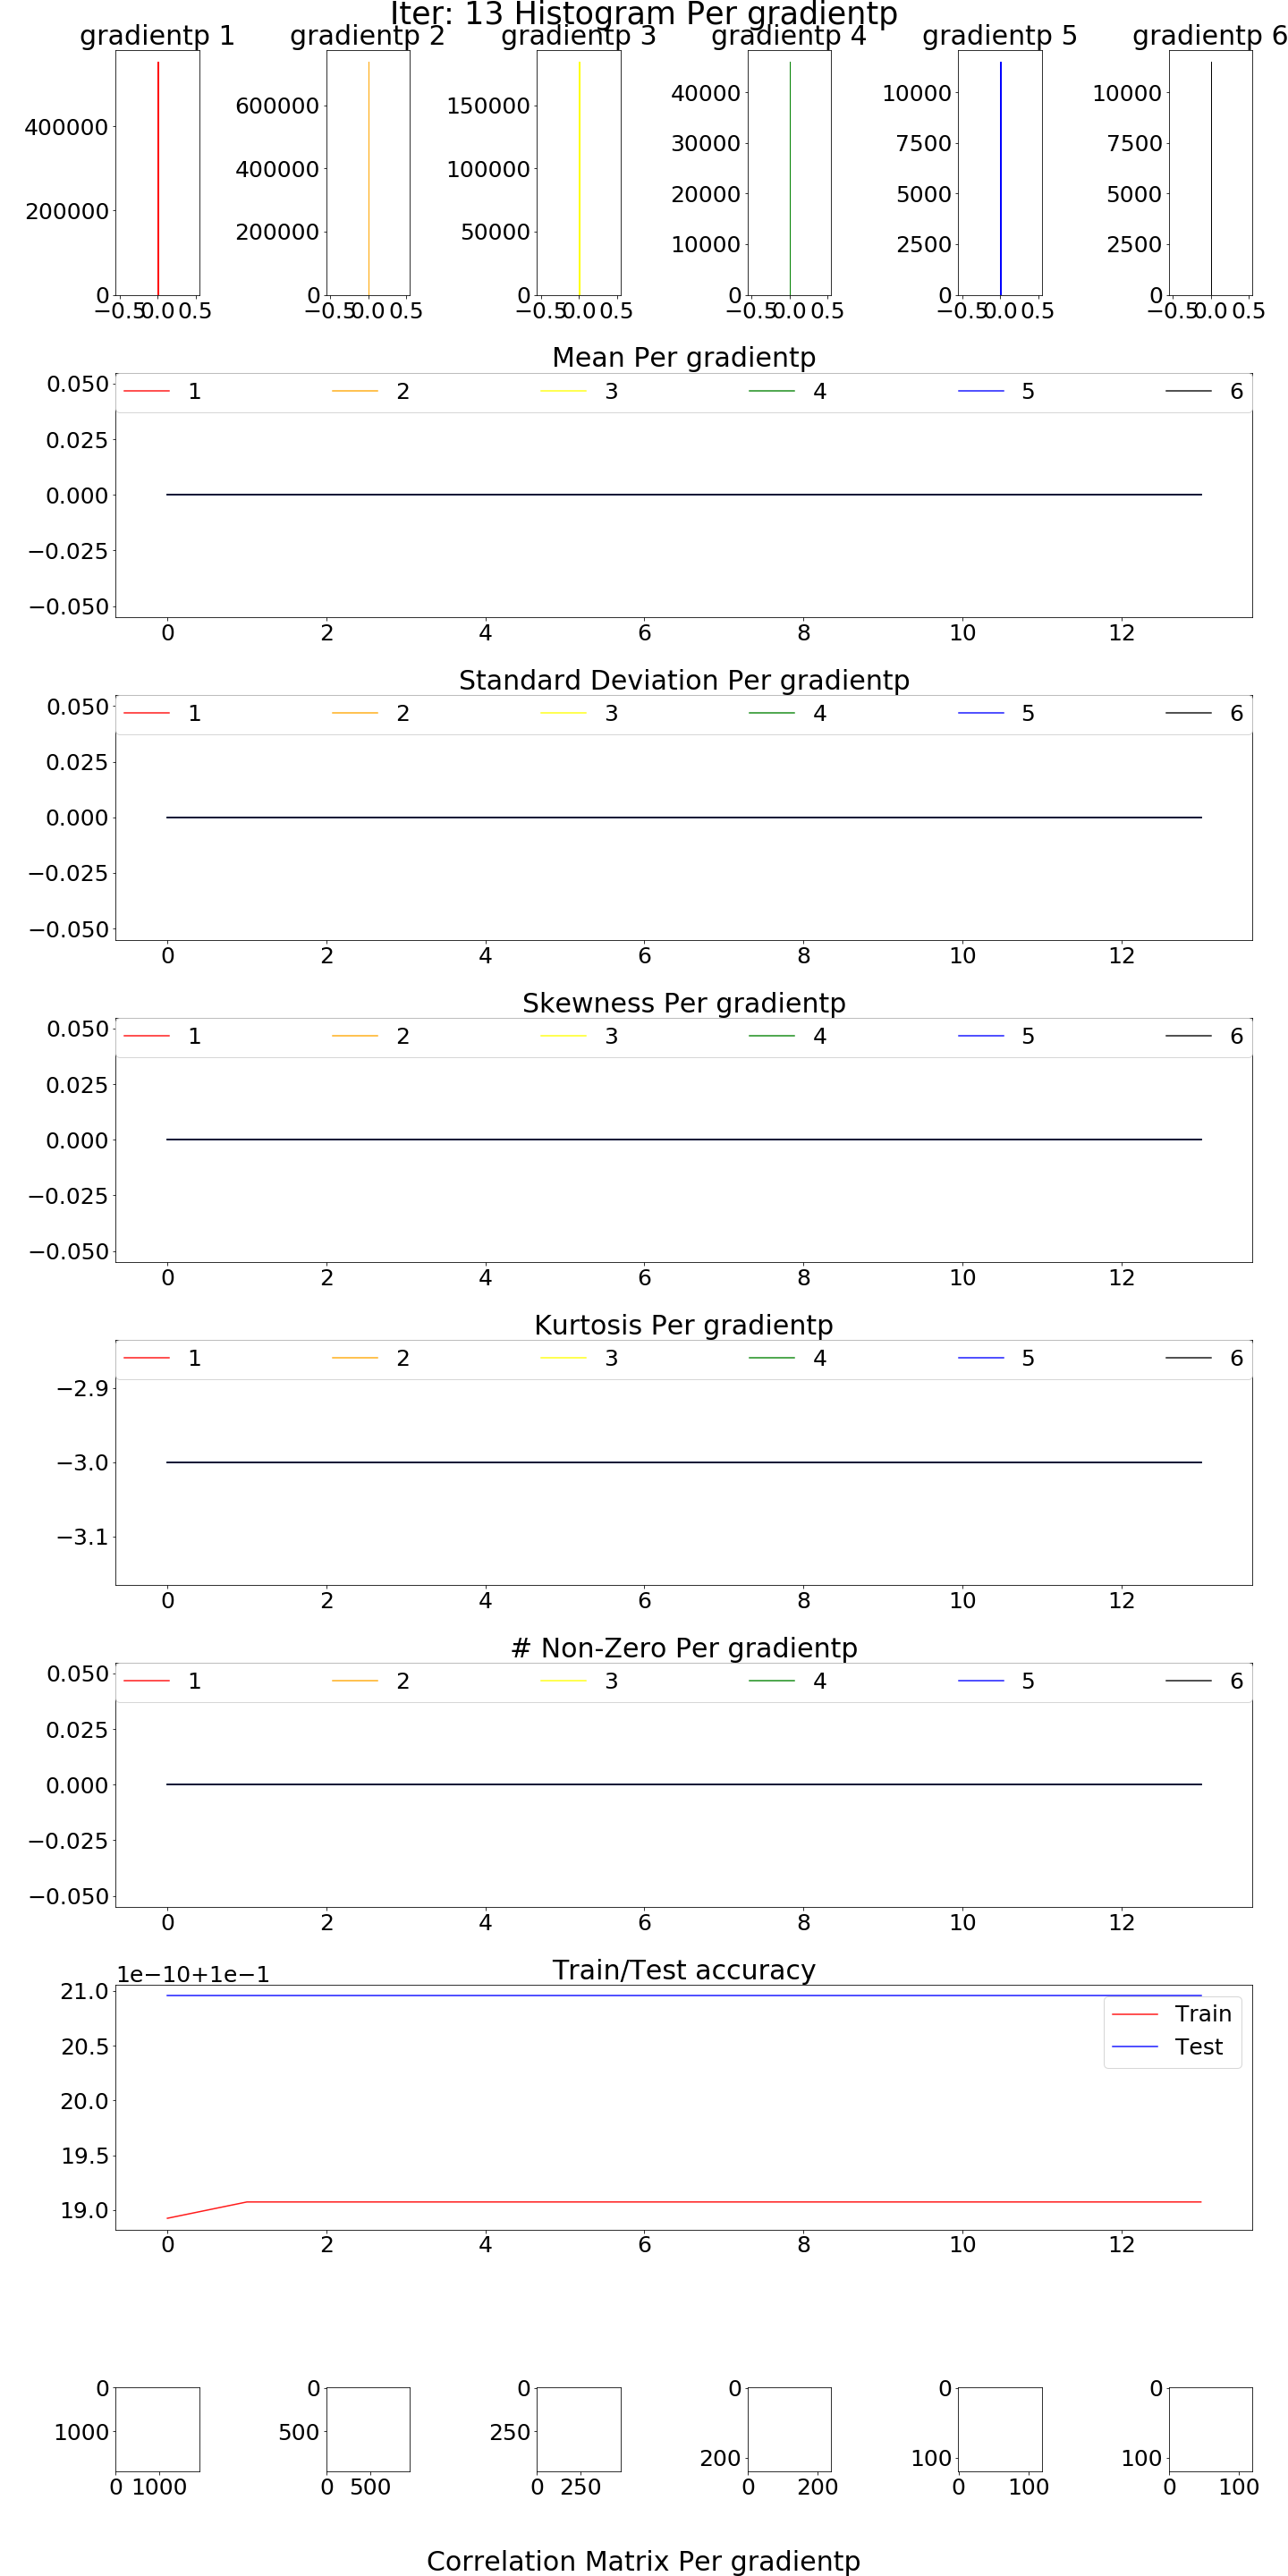 Iter: 13 Histogram Per gradientp
gradientp 1 gradientp 2 gradientp 3 gradientp 4 gradientp 5 gradientp 6
400000 200000 0 −0.5 0.0 0.5
600000 400000 200000 0 −0.5 0.0 0.5
150000 100000 50000 0 −0.5 0.0 0.5
40000 30000 20000 10000 0 −0.5 0.0 0.5
10000 7500 5000 2500 0 −0.5 0.0 0.5
10000 7500 5000 2500 0 −0.5 0.0 0.5
Mean Per gradientp
1 2 3 4 5 6
0.050
0.025
0.000
−0.025
−0.050
0 2 4 6 8 10 12
Standard Deviation Per gradientp
1 2 3 4 5 6
0.050
0.025
0.000
−0.025
−0.050
0 2 4 6 8 10 12
Skewness Per gradientp
1 2 3 4 5 6
0.050
0.025
0.000
−0.025
−0.050
0 2 4 6 8 10 12
Kurtosis Per gradientp
1 2 3 4 5 6
−2.9
−3.0
−3.1
0 2 4 6 8 10 12
# Non-Zero Per gradientp
1 2 3 4 5 6
0.050
0.025
0.000
−0.025
−0.050
0 2 4 6 8 10 12
Train/Test accuracy
1e−10+1e−1
21.0
20.5
20.0
19.5
19.0
Train
Test
0 2 4 6 8 10 12
0 1000 0 1000
0 500 0 500
0 250 0 250
0 200 0 200
0 100 0 100
0 100 0 100
Correlation Matrix Per gradientp